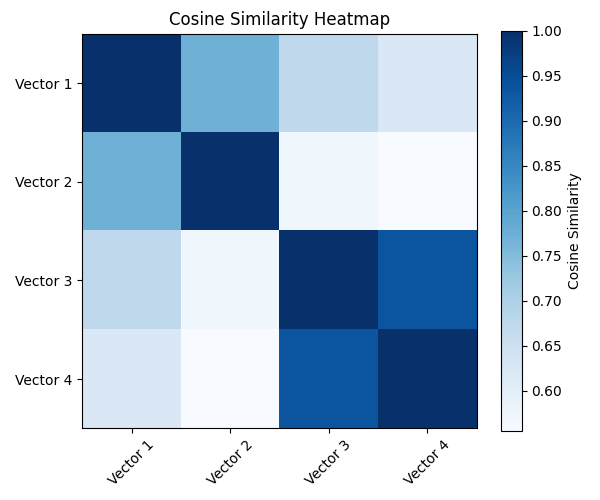 Cosine Similarity Heatmap
Vector 1
Vector 2
Vector 3
Vector 4
Vector 1
Vector 2
Vector 3
Vector 4
1.00
0.95
0.90
0.85
0.80
0.75
0.70
0.65
0.60
Cosine Similarity